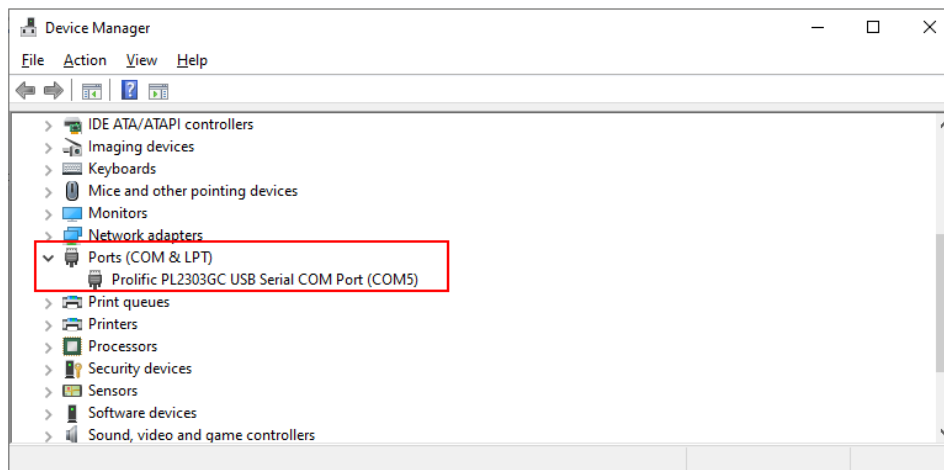 Device Manager
File Action View Help
IDE ATA/ATAPI controllers
Imaging devices
Keyboards
Mice and other pointing devices
Monitors
Network adapters
Ports (COM & LPT)
Prolific PL2303GC USB Serial COM Port (COM5)
Print queues
Printers
Processors
Security devices
Sensors
Software devices
Sound, video and game controllers